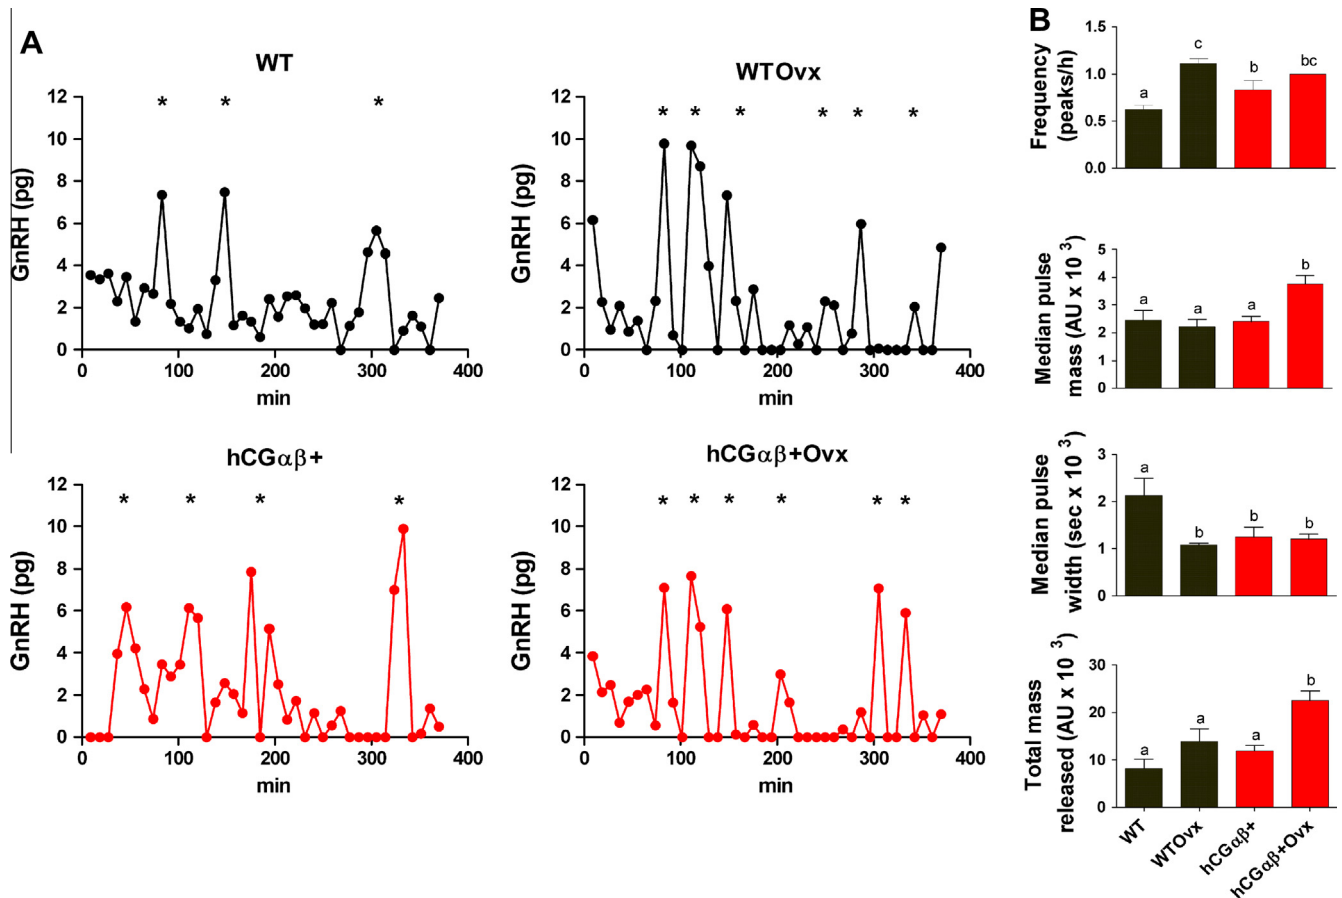 A
WT
* * *
GnRH (pg)
12
10
8
6
4
2
0
0 100 200 300 400
min
WTOvx
* * * * * *
GnRH (pg)
12
10
8
6
4
2
0
0 100 200 300 400
min
hCGαβ+
* * * *
GnRH (pg)
12
10
8
6
4
2
0
0 100 200 300 400
min
hCGαβ+Ovx
* * * * * *
GnRH (pg)
12
10
8
6
4
2
0
0 100 200 300 400
min
B
Frequency
(peaks/h)
1.5
1.0
0.5
0.0
a c b bc
Median pulse
mass (AU x 10 3)
5
4
3
2
1
0
a a a b
Median pulse
width (sec x 10 3)
3
2
1
0
a b b b
Total mass
released (AU x 10 3)
30
20
10
0
a a a b
WT
WTOvx
hCGαβ+
hCGαβ+Ovx